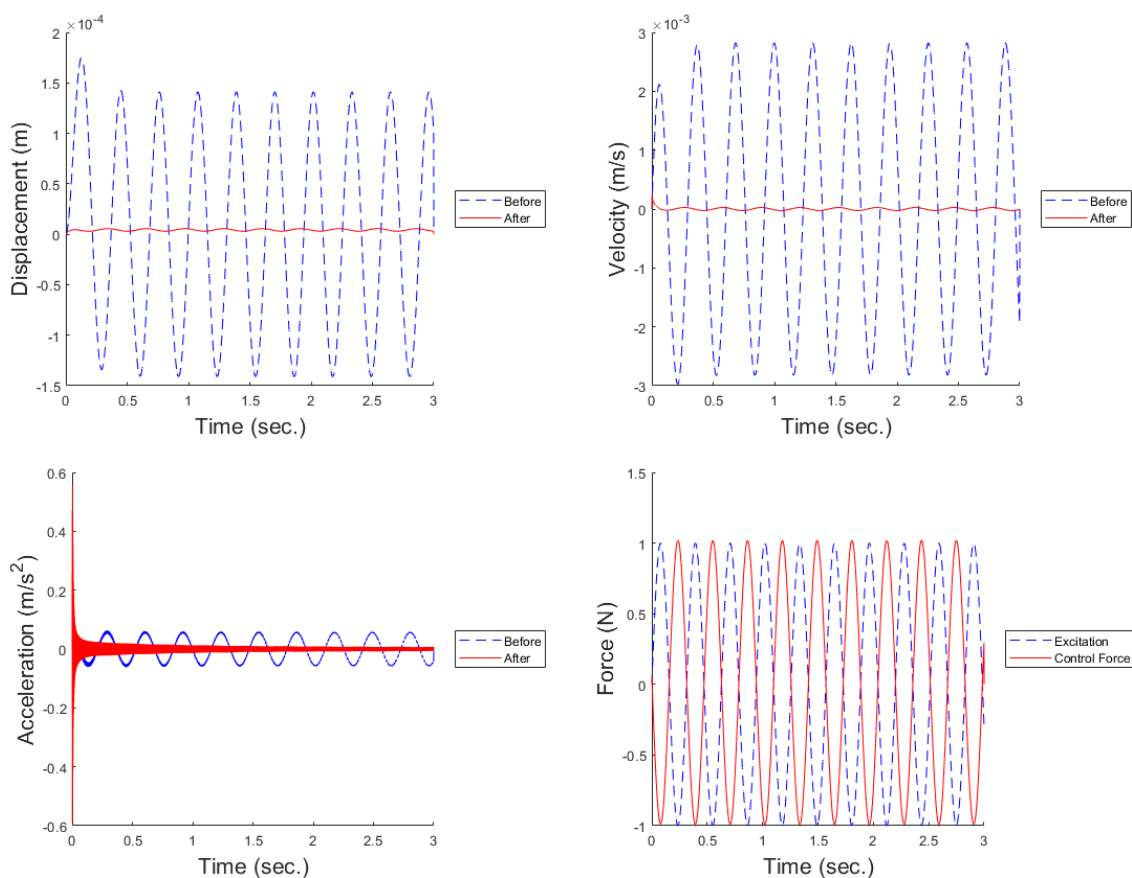 ×10⁻⁴
2
1.5
1
0.5
0
-0.5
-1
-1.5
Displacement (m)
0 0.5 1 1.5 2 2.5 3
Time (sec.)
Before
After
×10⁻³
3
2
1
0
-1
-2
-3
Velocity (m/s)
0 0.5 1 1.5 2 2.5 3
Time (sec.)
Before
After
0.6
0.4
0.2
0
-0.2
-0.4
-0.6
Acceleration (m/s²)
0 0.5 1 1.5 2 2.5 3
Time (sec.)
Before
After
1.5
1
0.5
0
-0.5
-1
Force (N)
0 0.5 1 1.5 2 2.5 3
Time (sec.)
Excitation
Control Force